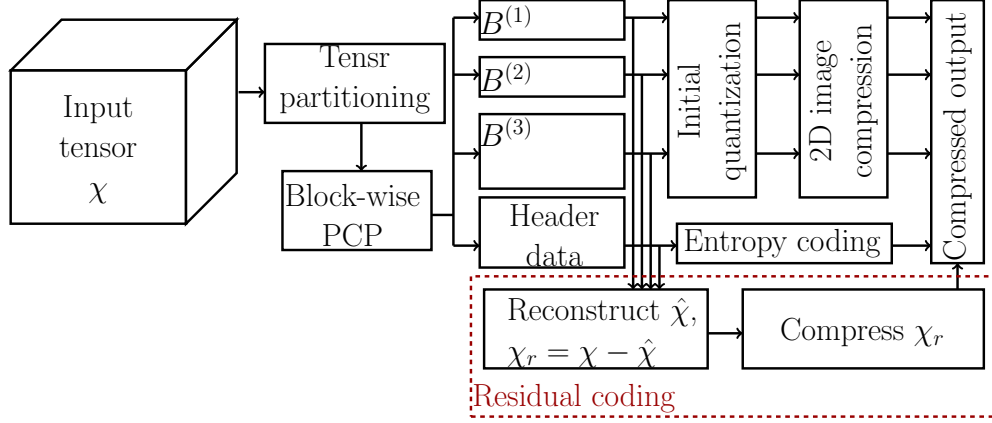 Input
tensor
χ
Tensr
partitioning
Block-wise
PCP
B^(1)
B^(2)
B^(3)
Header
data
Initial
quantization
2D image
compression
Entropy coding
Compressed output
Reconstruct χ̂,
χ_r = χ − χ̂
Compress χ_r
Residual coding